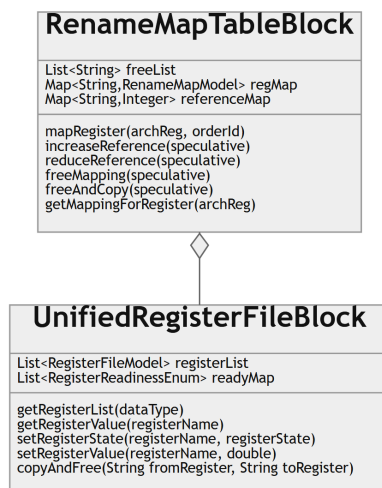 RenameMapTableBlock
List<String> freeList
Map<String,RenameMapModel> regMap
Map<String,Integer> referenceMap
mapRegister(archReg, orderId)
increaseReference(speculative)
reduceReference(speculative)
freeMapping(speculative)
freeAndCopy(speculative)
getMappingForRegister(archReg)
UnifiedRegisterFileBlock
List<RegisterFileModel> registerList
List<RegisterReadinessEnum> readyMap
getRegisterList(dataType)
getRegisterValue(registerName)
setRegisterState(registerName, registerState)
setRegisterValue(registerName, double)
copyAndFree(String fromRegister, String toRegister)